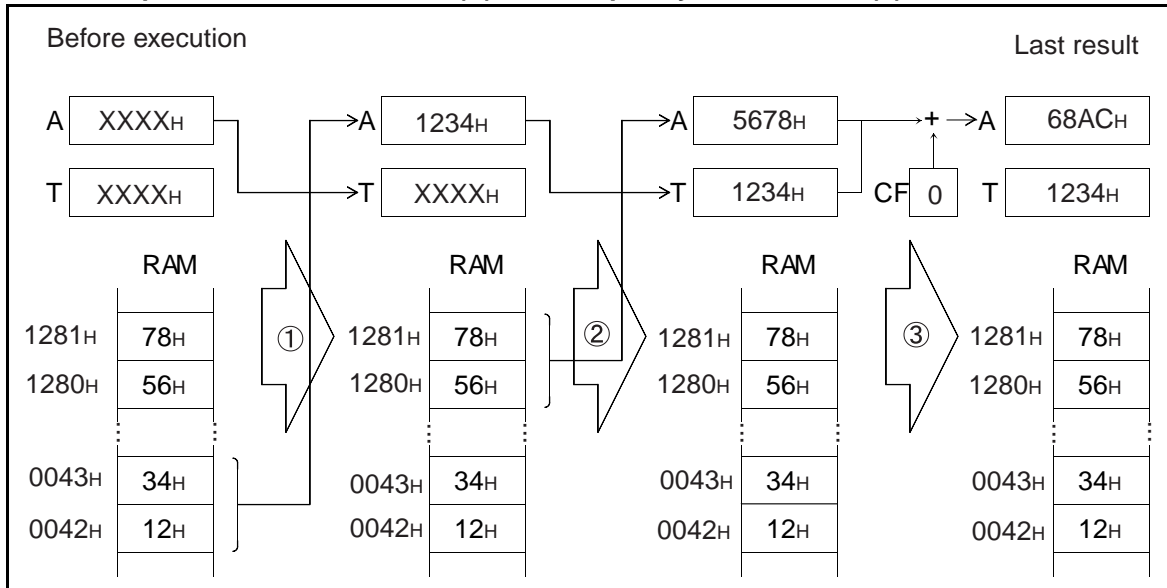 Before execution
Last result
A XXXXH A 1234H A 5678H + A 68ACH
T XXXXH T XXXXH T 1234H CF 0 T 1234H
RAM RAM RAM RAM
① ② ③
1281H 78H 1281H 78H 1281H 78H 1281H 78H
1280H 56H 1280H 56H 1280H 56H 1280H 56H
0043H 34H 0043H 34H 0043H 34H 0043H 34H
0042H 12H 0042H 12H 0042H 12H 0042H 12H